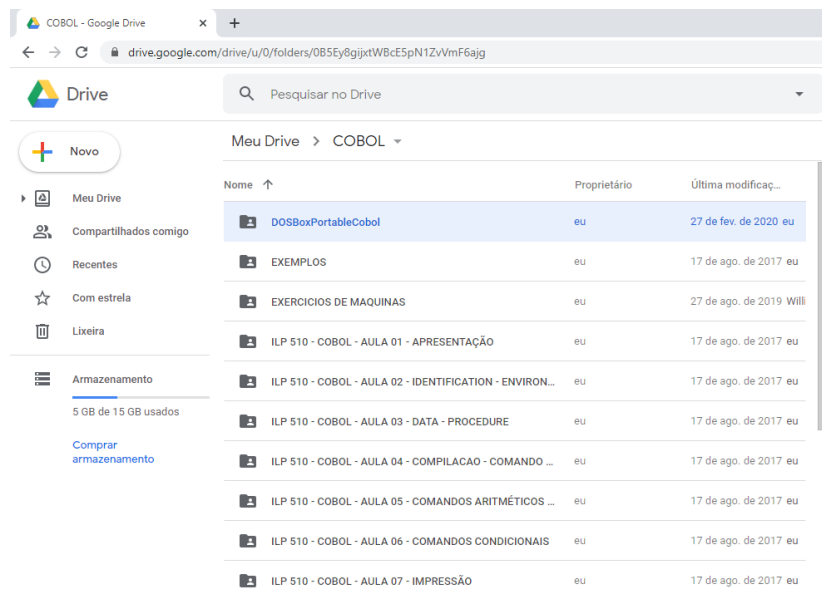 COBOL - Google Drive
drive.google.com/drive/u/0/folders/0B5Ey8gijxtWBcE5pN1ZvVmF6ajg
Drive
Pesquisar no Drive
Novo
Meu Drive
Compartilhados comigo
Recentes
Com estrela
Lixeira
Armazenamento
5 GB de 15 GB usados
Comprar
armazenamento
Meu Drive > COBOL
Nome Proprietário Última modificaç...
DOSBoxPortableCobol eu 27 de fev. de 2020 eu
EXEMPLOS eu 17 de ago. de 2017 eu
EXERCICIOS DE MAQUINAS eu 27 de ago. de 2019 Willi
ILP 510 - COBOL - AULA 01 - APRESENTAÇÃO eu 17 de ago. de 2017 eu
ILP 510 - COBOL - AULA 02 - IDENTIFICATION - ENVIRON... eu 17 de ago. de 2017 eu
ILP 510 - COBOL - AULA 03 - DATA - PROCEDURE eu 17 de ago. de 2017 eu
ILP 510 - COBOL - AULA 04 - COMPILACAO - COMANDO ... eu 17 de ago. de 2017 eu
ILP 510 - COBOL - AULA 05 - COMANDOS ARITMÉTICOS ... eu 17 de ago. de 2017 eu
ILP 510 - COBOL - AULA 06 - COMANDOS CONDICIONAIS eu 17 de ago. de 2017 eu
ILP 510 - COBOL - AULA 07 - IMPRESSÃO eu 17 de ago. de 2017 eu